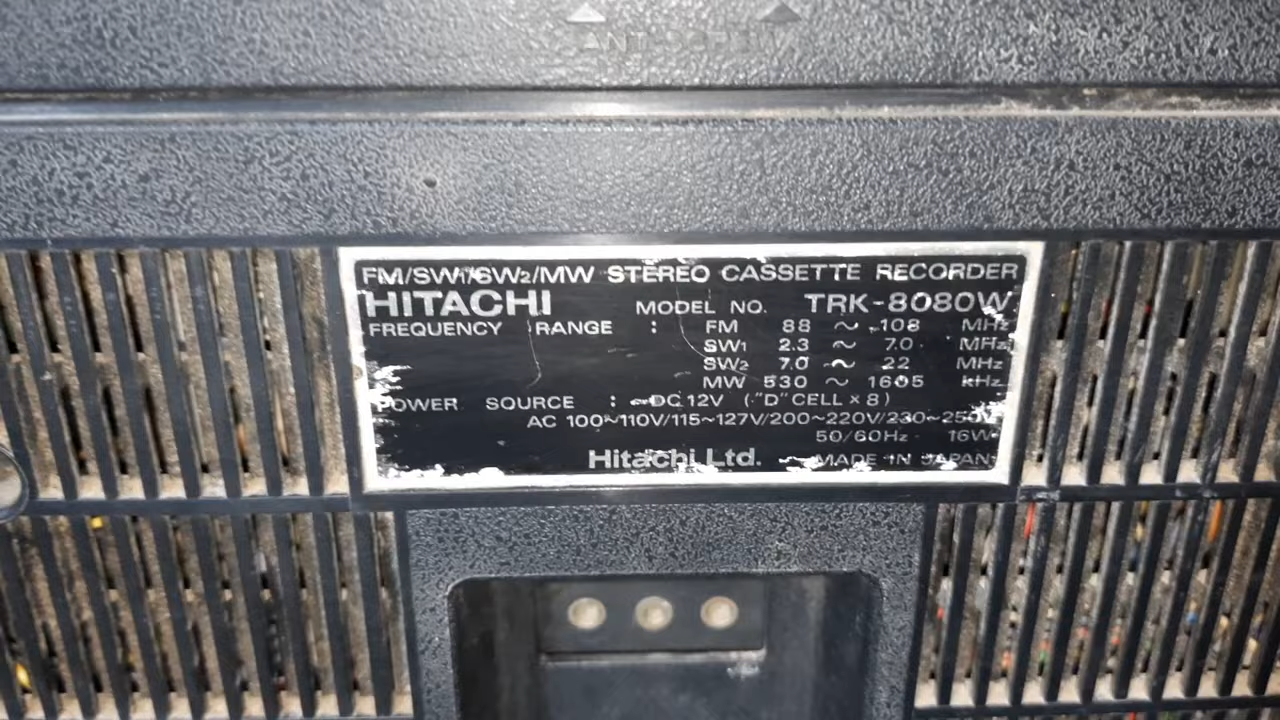 FM/SW1/SW2/MW STEREO CASSETTE RECORDER
HITACHI MODEL NO. TRK-8080W
FREQUENCY RANGE : FM 88 ~ 108 MHz
SW1 2.3 ~ 7.0 MHz
SW2 7.0 ~ 22 MHz
MW 530 ~ 1605 kHz
POWER SOURCE : DC 12V ("D" CELL × 8)
AC 100~110V/115~127V/200~220V/230~250V
50/60Hz 16W
Hitachi Ltd. MADE IN JAPAN